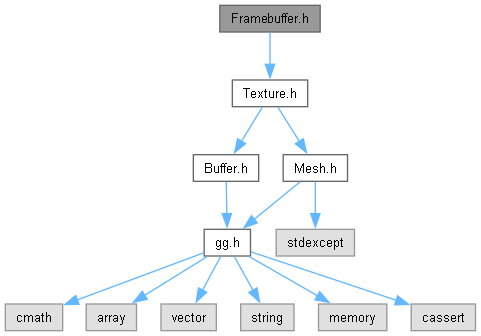 Framebuffer.h
Texture.h
Buffer.h
Mesh.h
gg.h
stdexcept
cmath
array
vector
string
memory
cassert